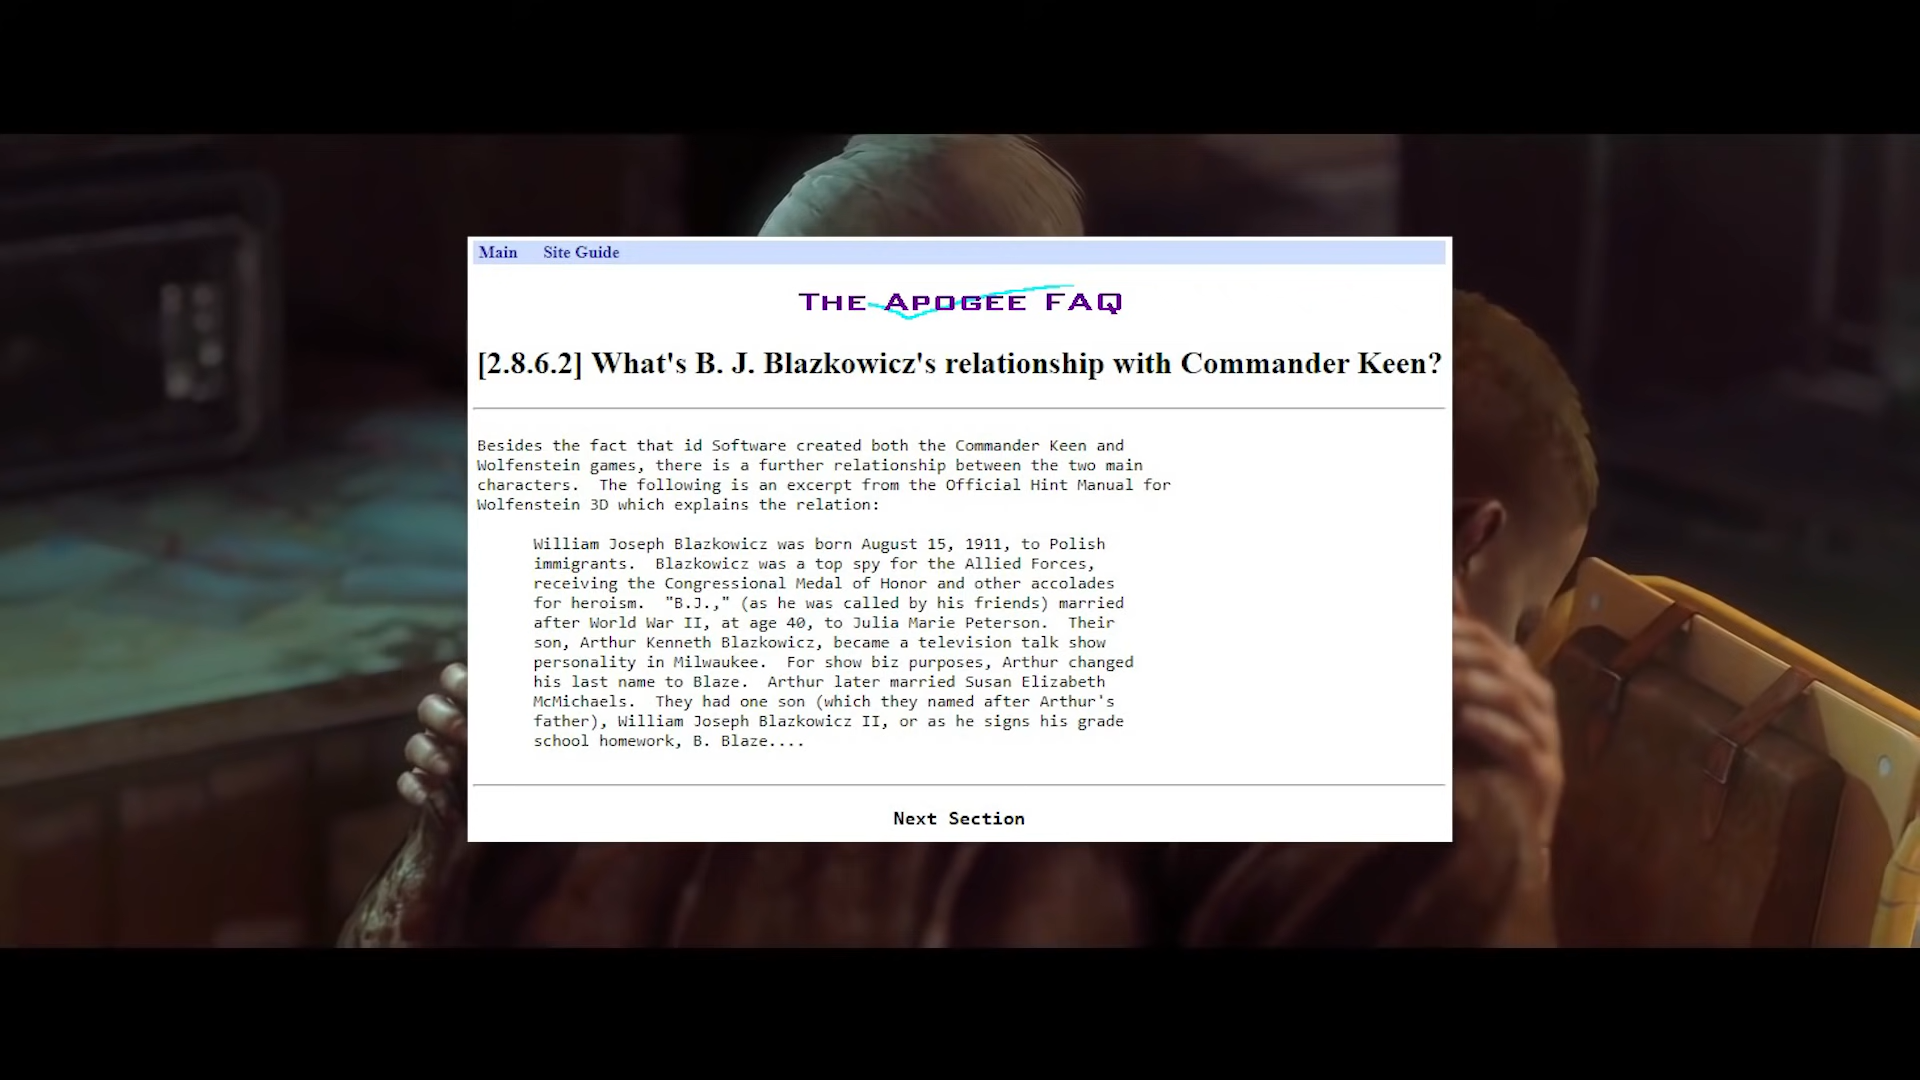 Main Site Guide
THE APOGEE FAQ
[2.8.6.2] What's B. J. Blazkowicz's relationship with Commander Keen?
Besides the fact that id Software created both the Commander Keen and
Wolfenstein games, there is a further relationship between the two main
characters. The following is an excerpt from the Official Hint Manual for
Wolfenstein 3D which explains the relation:
William Joseph Blazkowicz was born August 15, 1911, to Polish
immigrants. Blazkowicz was a top spy for the Allied Forces,
receiving the Congressional Medal of Honor and other accolades
for heroism. "B.J.," (as he was called by his friends) married
after World War II, at age 40, to Julia Marie Peterson. Their
son, Arthur Kenneth Blazkowicz, became a television talk show
personality in Milwaukee. For show biz purposes, Arthur changed
his last name to Blaze. Arthur later married Susan Elizabeth
McMichaels. They had one son (which they named after Arthur's
father), William Joseph Blazkowicz II, or as he signs his grade
school homework, B. Blaze....
Next Section